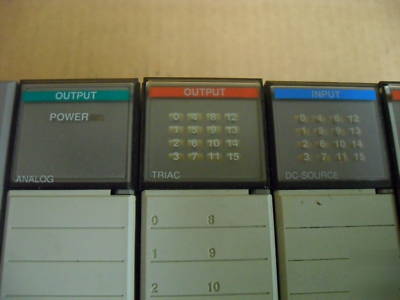 OUTPUT
POWER
ANALOG
OUTPUT
0 4 8 12
1 5 9 13
2 6 10 14
3 7 11 15
TRIAC
0 8
1 9
2 10
INPUT
0 4 8 12
1 5 9 13
2 6 10 14
3 7 11 15
DC-SOURCE